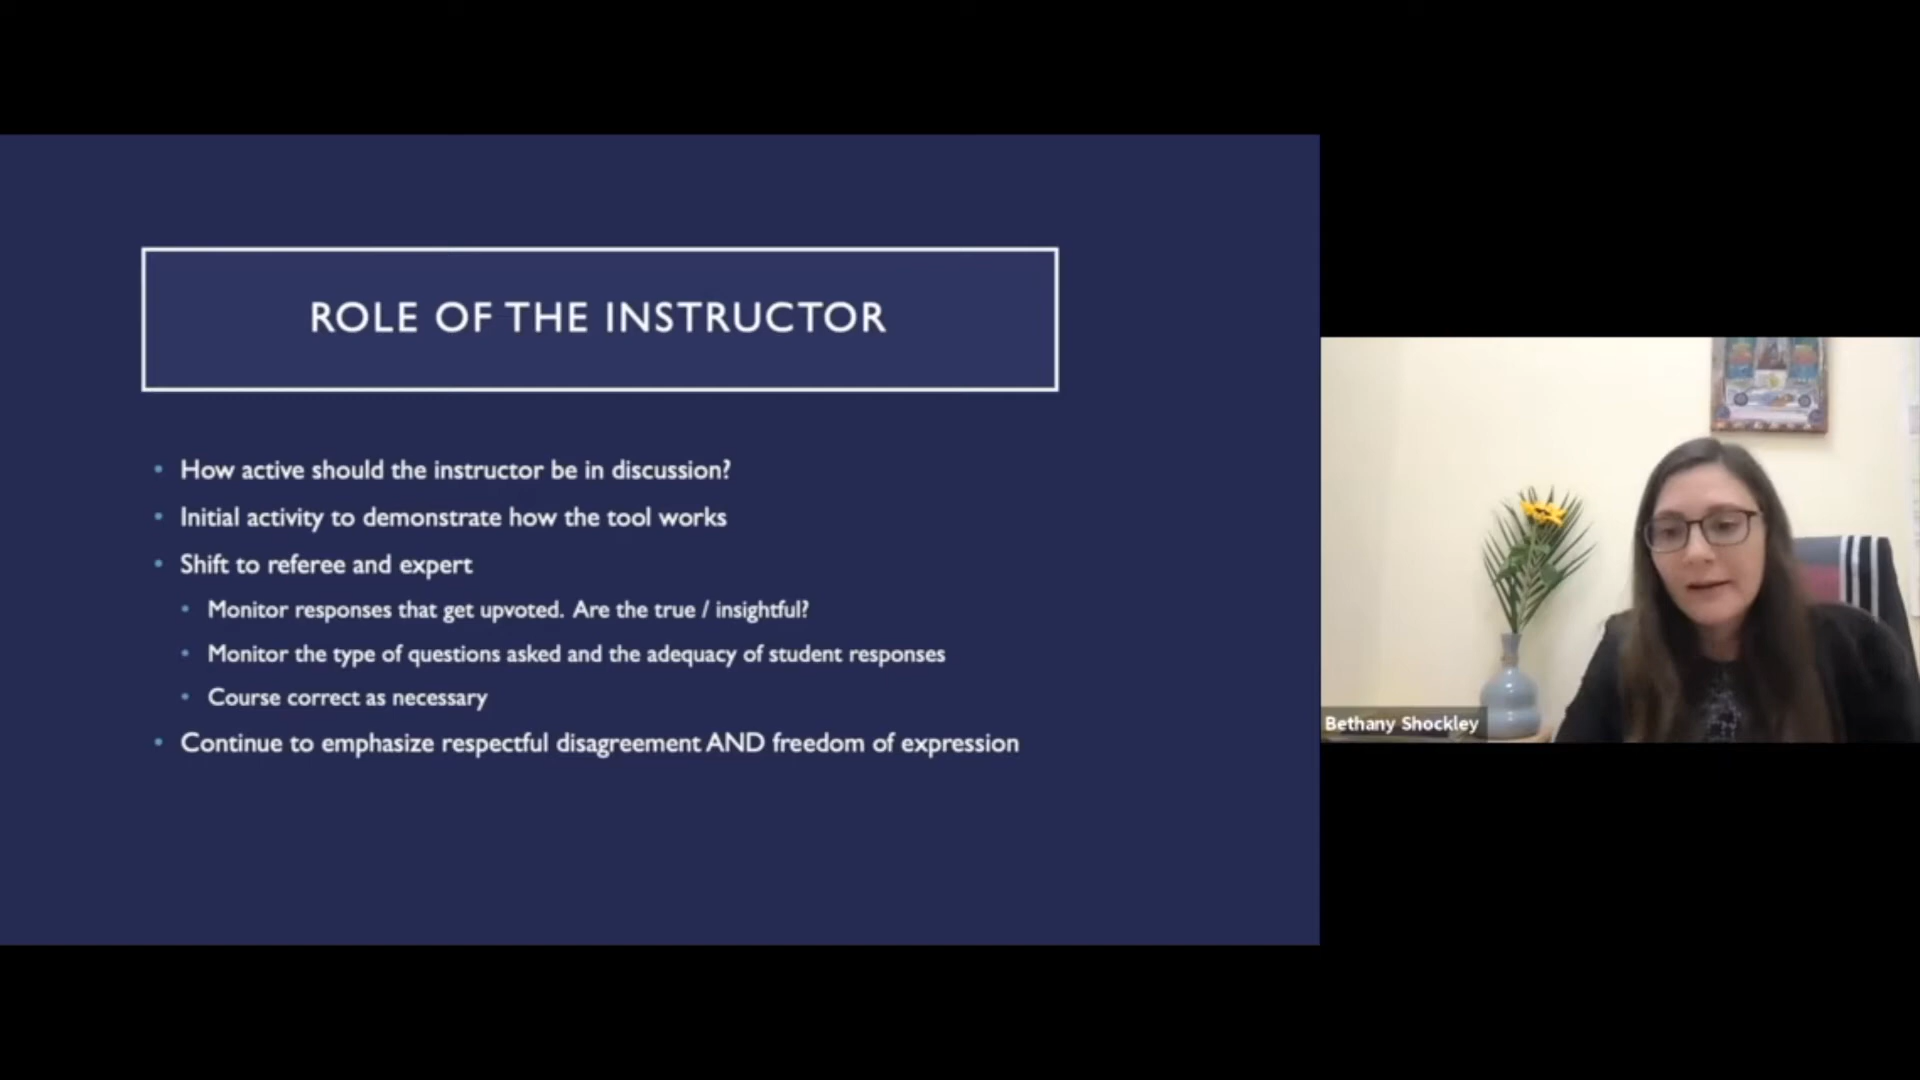 ROLE OF THE INSTRUCTOR
• How active should the instructor be in discussion?
• Initial activity to demonstrate how the tool works
• Shift to referee and expert
• Monitor responses that get upvoted. Are the true / insightful?
• Monitor the type of questions asked and the adequacy of student responses
• Course correct as necessary
• Continue to emphasize respectful disagreement AND freedom of expression
Bethany Shockley